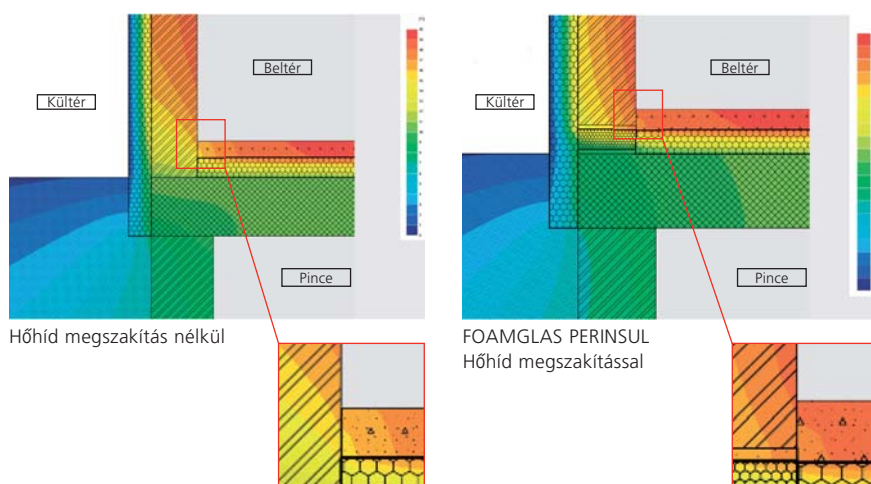 Kültér
Beltér
Pince
Hőhíd megszakítás nélkül
Kültér
Beltér
Pince
FOAMGLAS PERINSUL
Hőhíd megszakítással